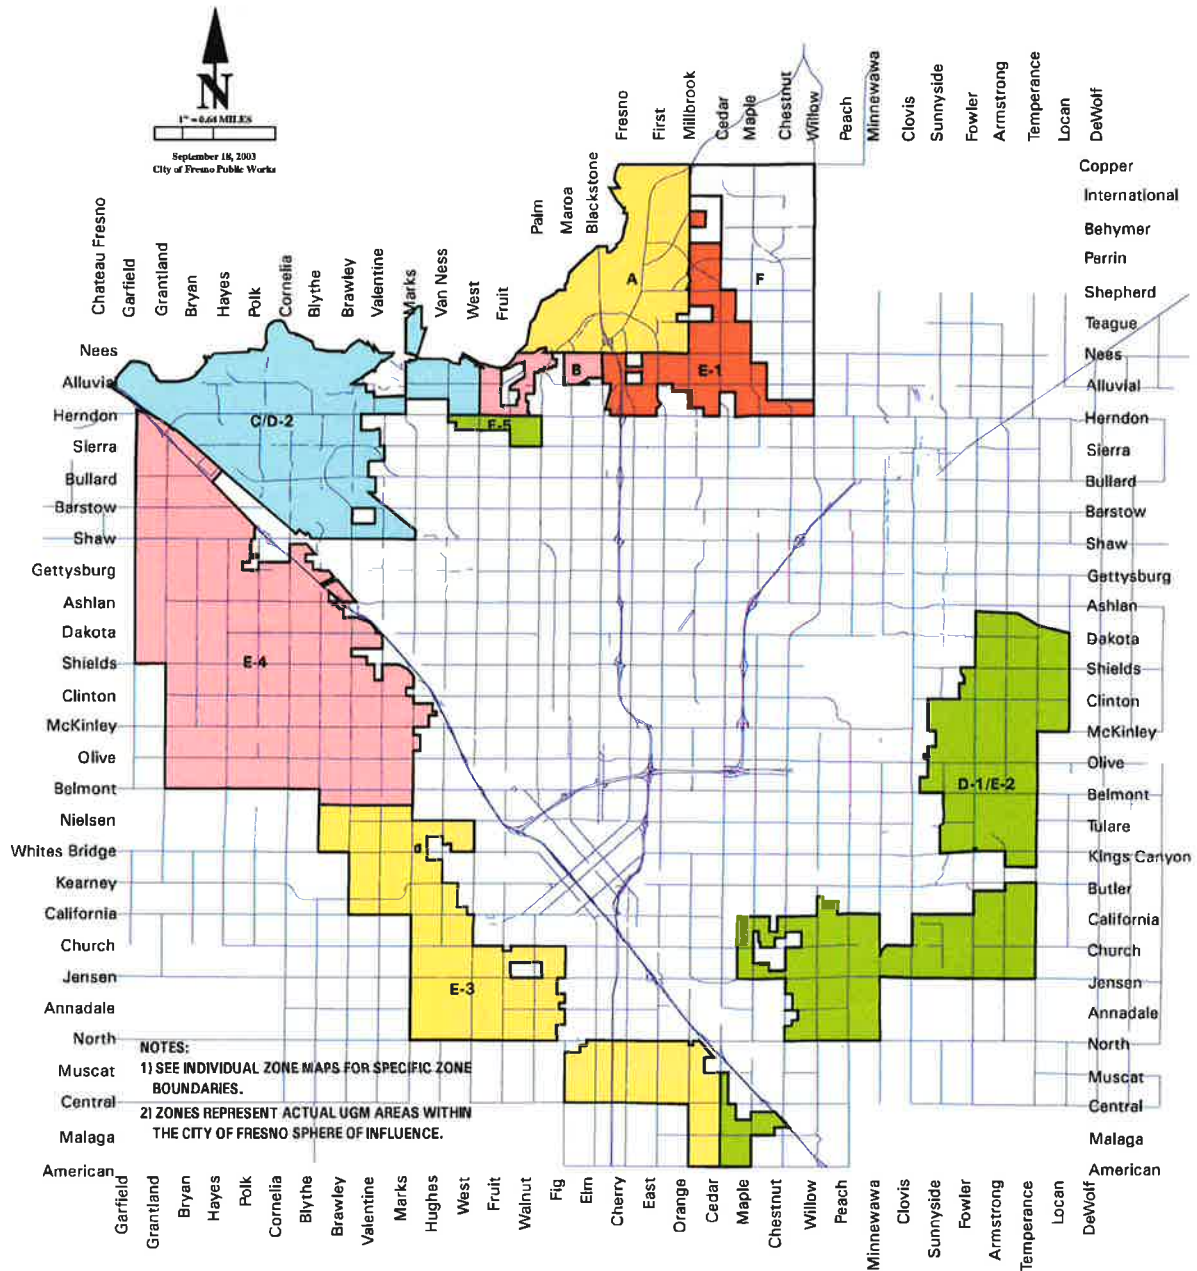 N
1" = 0.64 MILES
September 18, 2003
City of Fresno Public Works
Chateau Fresno
Garfield
Grantland
Bryan
Hayes
Polk
Cornelia
Blythe
Brawley
Valentine
Marks
Van Ness
West
Fruit
Palm
Maroa
Blackstone
Fresno
First
Millbrook
Cedar
Maple
Chestnut
Willow
Peach
Minnewawa
Clovis
Sunnyside
Fowler
Armstrong
Temperance
Locan
DeWolf
Copper
International
Behymer
Perrin
Shepherd
Teague
Nees
Alluvial
Herndon
Sierra
Bullard
Barstow
Shaw
Gettysburg
Ashlan
Dakota
Shields
Clinton
McKinley
Olive
Belmont
Tulare
Kings Canyon
Butler
California
Church
Jensen
Annadale
North
Muscat
Central
Malaga
American
Nees
Alluvia
Herndon
Sierra
Bullard
Barstow
Shaw
Gettysburg
Ashlan
Dakota
Shields
Clinton
McKinley
Olive
Belmont
Nielsen
Whites Bridge
Kearney
California
Church
Jensen
Annadale
North
Muscat
Central
Malaga
American
A
F
B
E-1
C/D-2
E-5
E-4
D-1/E-2
E-3
NOTES:
1) SEE INDIVIDUAL ZONE MAPS FOR SPECIFIC ZONE
BOUNDARIES.
2) ZONES REPRESENT ACTUAL UGM AREAS WITHIN
THE CITY OF FRESNO SPHERE OF INFLUENCE.
Garfield
Grantland
Bryan
Hayes
Polk
Cornelia
Blythe
Brawley
Valentine
Marks
Hughes
West
Fruit
Walnut
Fig
Elm
Cherry
East
Orange
Cedar
Maple
Chestnut
Willow
Peach
Minnewawa
Clovis
Sunnyside
Fowler
Armstrong
Temperance
Locan
DeWolf